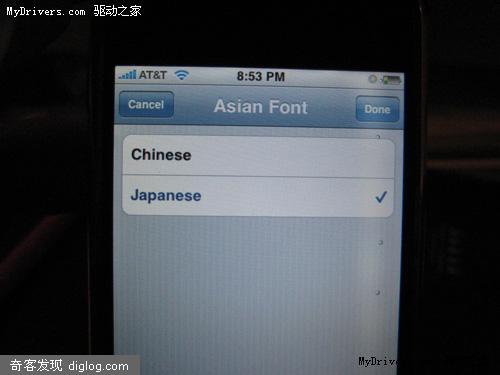 MyDrivers.com 驱动之家
AT&T 8:53 PM
Cancel Asian Font Done
Chinese
Japanese
MyDriv
奇客发现 diglog.com